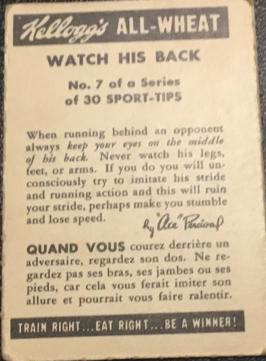 Kellogg's ALL-WHEAT
WATCH HIS BACK
No. 7 of a Series
of 30 SPORT-TIPS
When running behind an opponent
always keep your eyes on the middle
of his back. Never watch his legs,
feet, or arms. If you do you will un-
consciously try to imitate his stride
and running action and this will ruin
your stride, perhaps make you stumble
and lose speed.
by "Ace" Percival
QUAND VOUS courez derrière un
adversaire, regardez son dos. Ne re-
gardez pas ses bras, ses jambes ou ses
pieds, car cela vous ferait imiter son
allure et pourrait vous faire ralentir.
TRAIN RIGHT...EAT RIGHT...BE A WINNER!